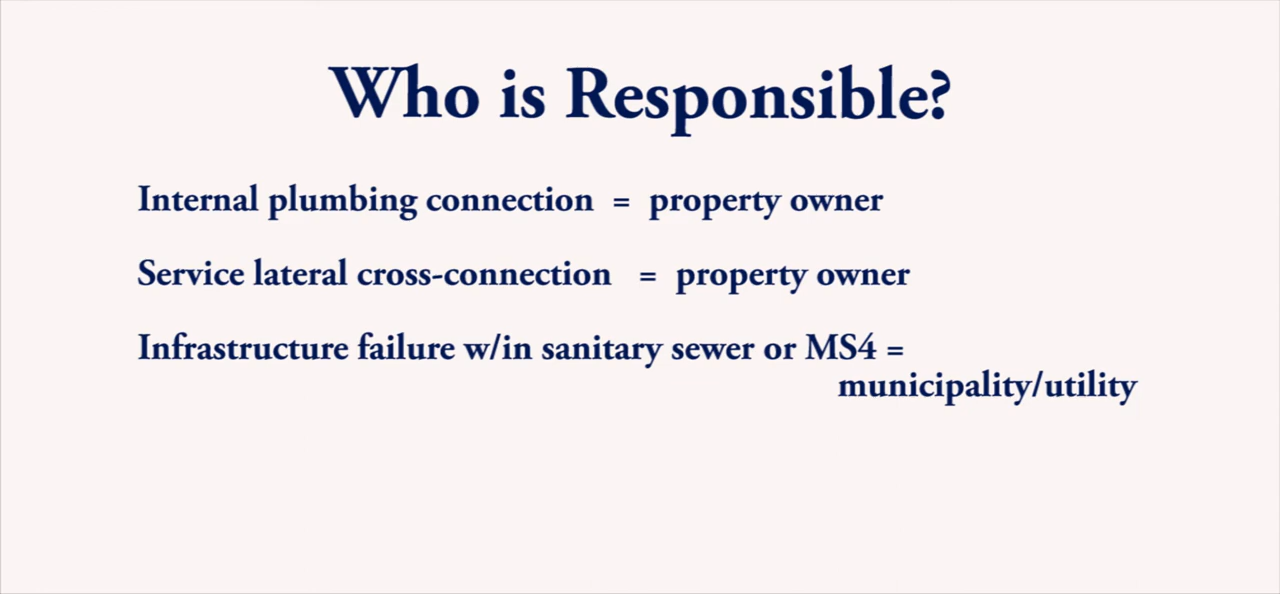 Who is Responsible?
Internal plumbing connection = property owner
Service lateral cross-connection = property owner
Infrastructure failure w/in sanitary sewer or MS4 =
municipality/utility